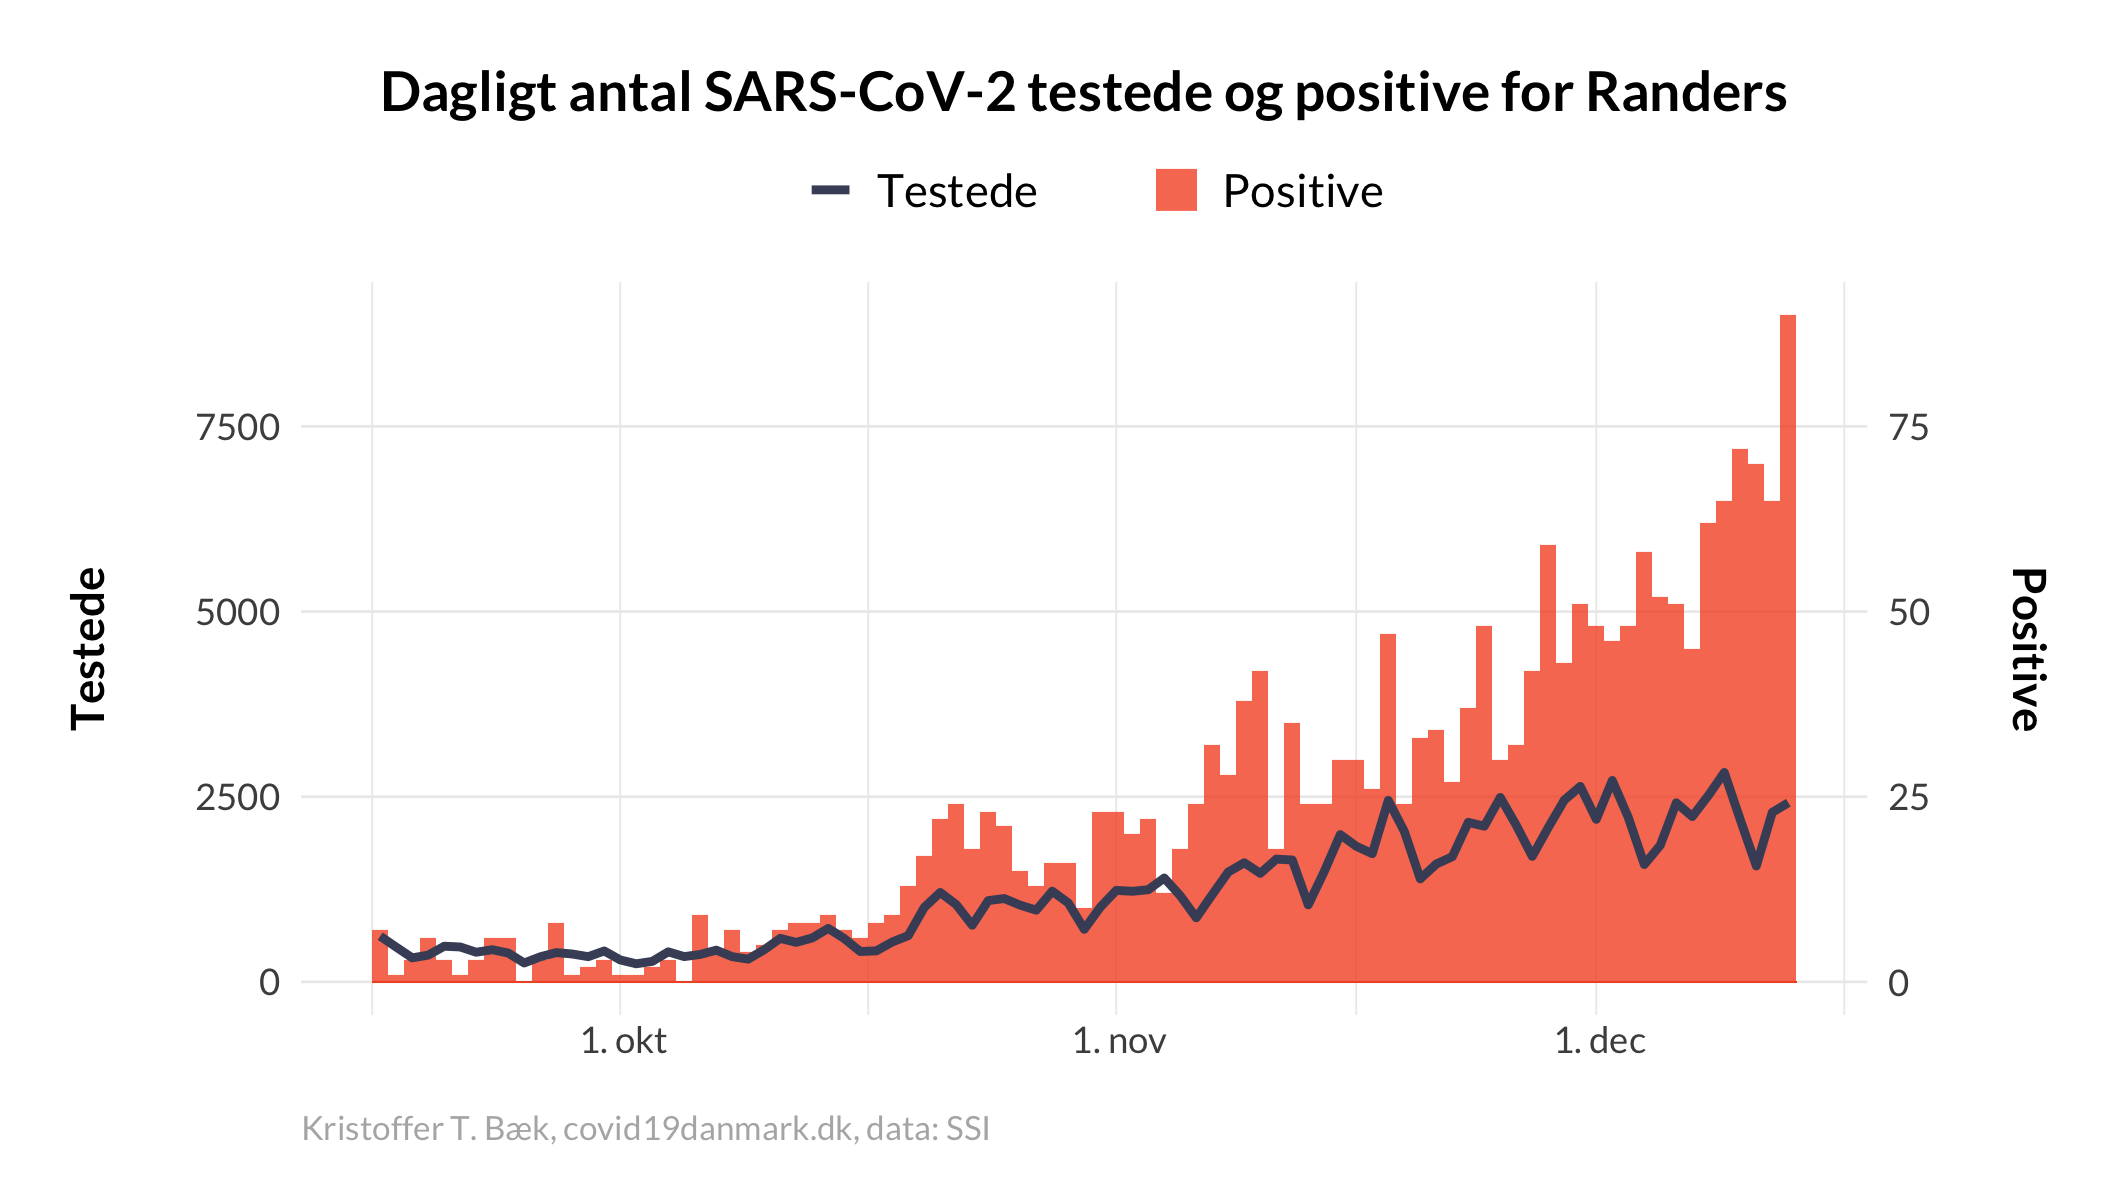 Dagligt antal SARS-CoV-2 testede og positive for Randers
Testede
Positive
7500
5000
2500
0
Testede
75
50
25
0
Positive
1. okt
1. nov
1. dec
Kristoffer T. Bæk, covid19danmark.dk, data: SSI